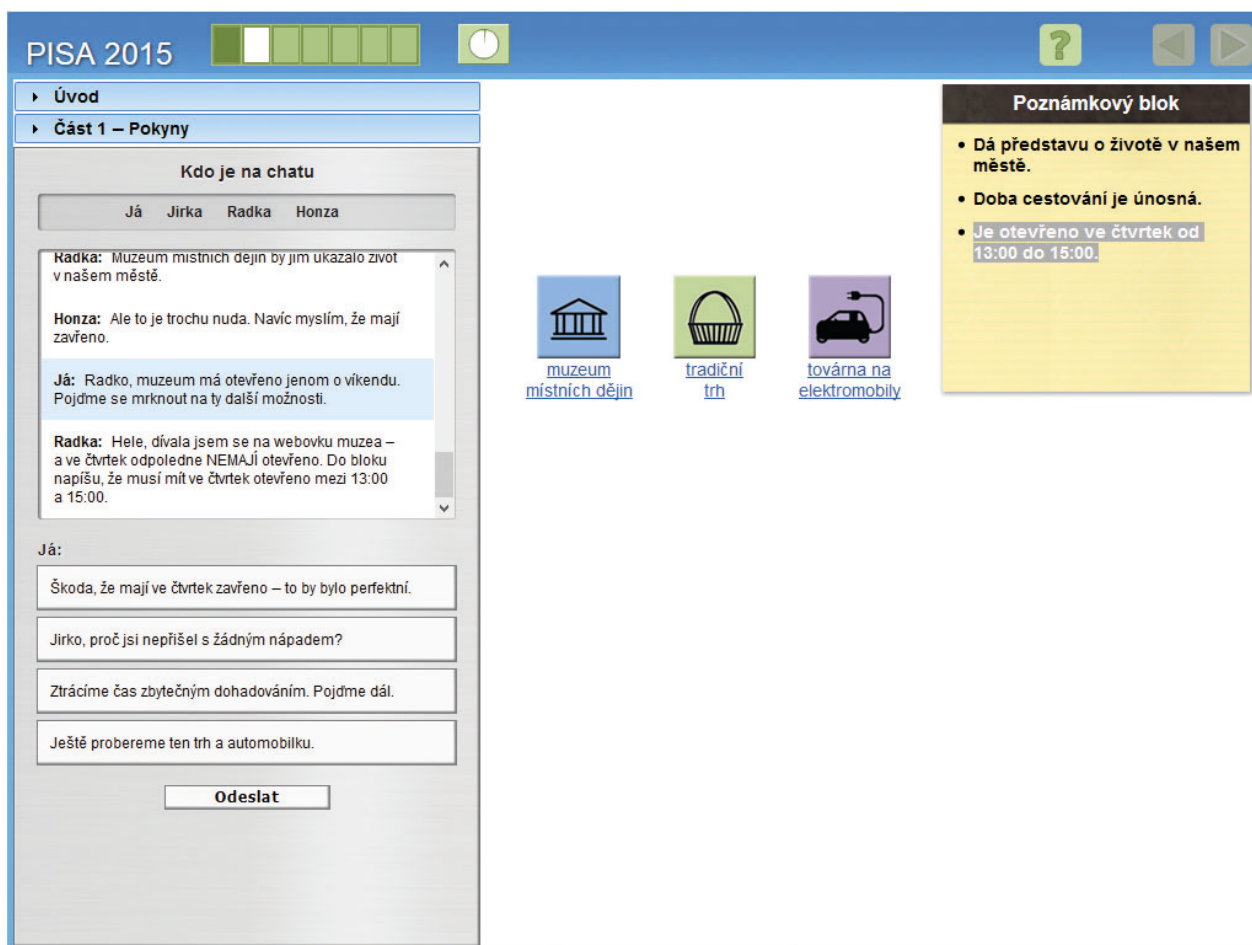 PISA 2015
?
Úvod
Část 1 – Pokyny
Kdo je na chatu
Já Jirka Radka Honza
Radka: Muzeum místních dějin by jim ukázalo život
v našem městě.
Honza: Ale to je trochu nuda. Navíc myslím, že mají
zavřeno.
Já: Radko, muzeum má otevřeno jenom o víkendu.
Pojďme se mrknout na ty další možnosti.
Radka: Hele, dívala jsem se na webovku muzea –
a ve čtvrtek odpoledne NEMAJÍ otevřeno. Do bloku
napíšu, že musí mít ve čtvrtek otevřeno mezi 13:00
a 15:00.
Já:
Škoda, že mají ve čtvrtek zavřeno – to by bylo perfektní.
Jirko, proč jsi nepřišel s žádným nápadem?
Ztrácíme čas zbytečným dohadováním. Pojďme dál.
Ještě probereme ten trh a automobilku.
Odeslat
muzeum
místních dějin
tradiční
trh
továrna na
elektromobily
Poznámkový blok
• Dá představu o životě v našem
městě.
• Doba cestování je únosná.
• Je otevřeno ve čtvrtek od
13:00 do 15:00.